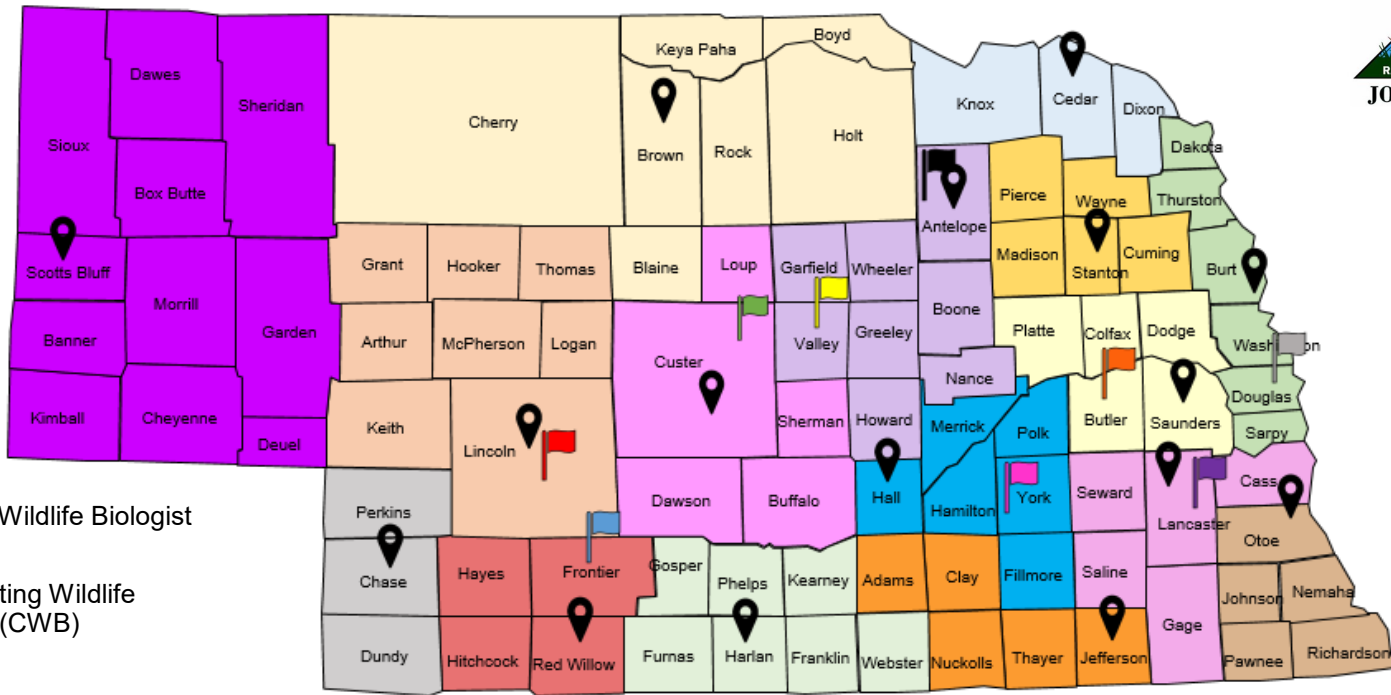 Boyd
Keya Paha
Dawes
Sheridan
Knox
Cedar
Dixon
Cherry
Holt
Sioux
Brown
Rock
Dakota
Box Butte
Pierce
Wayne
Thurston
Antelope
Scotts Bluff
Grant
Hooker
Thomas
Blaine
Loup
Garfield
Wheeler
Madison
Stanton
Cuming
Burt
Morrill
Garden
Boone
Banner
Arthur
McPherson
Logan
Custer
Valley
Greeley
Platte
Colfax
Dodge
Washington
Nance
Douglas
Kimball
Cheyenne
Deuel
Keith
Lincoln
Sherman
Howard
Merrick
Polk
Butler
Saunders
Sarpy
Perkins
Dawson
Buffalo
Hall
Hamilton
York
Seward
Lancaster
Cass
Wildlife Biologist
Chase
Hayes
Frontier
Gosper
Phelps
Kearney
Adams
Clay
Fillmore
Saline
Otoe
ting Wildlife
(CWB)
Johnson
Nemaha
Dundy
Hitchcock
Red Willow
Furnas
Harlan
Franklin
Webster
Nuckolls
Thayer
Jefferson
Gage
Pawnee
Richardson
R
JO